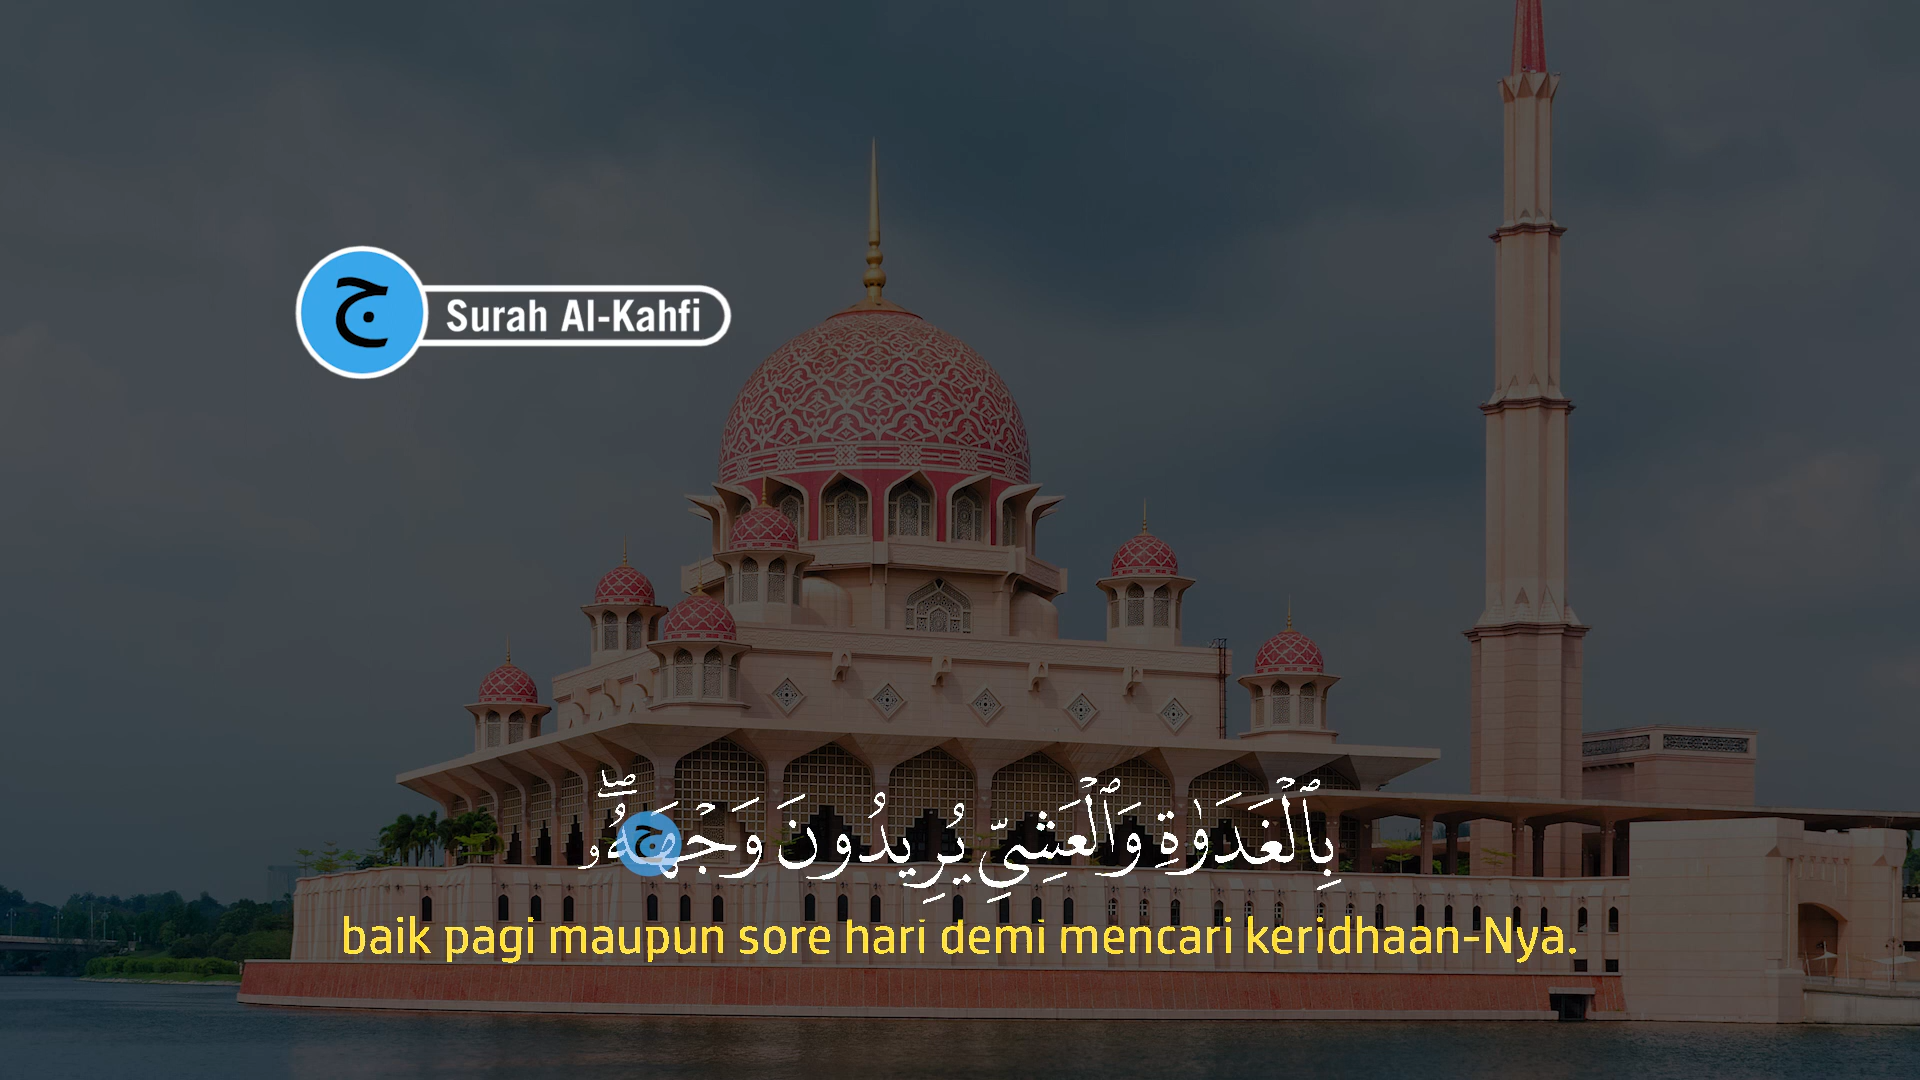 ج
Surah Al-Kahfi
بِٱلْغَدَوٰةِ وَٱلْعَشِىِّ يُرِيدُونَ وَجْهَهُۥ ۖ
ج
baik pagi maupun sore hari demi mencari keridhaan-Nya.